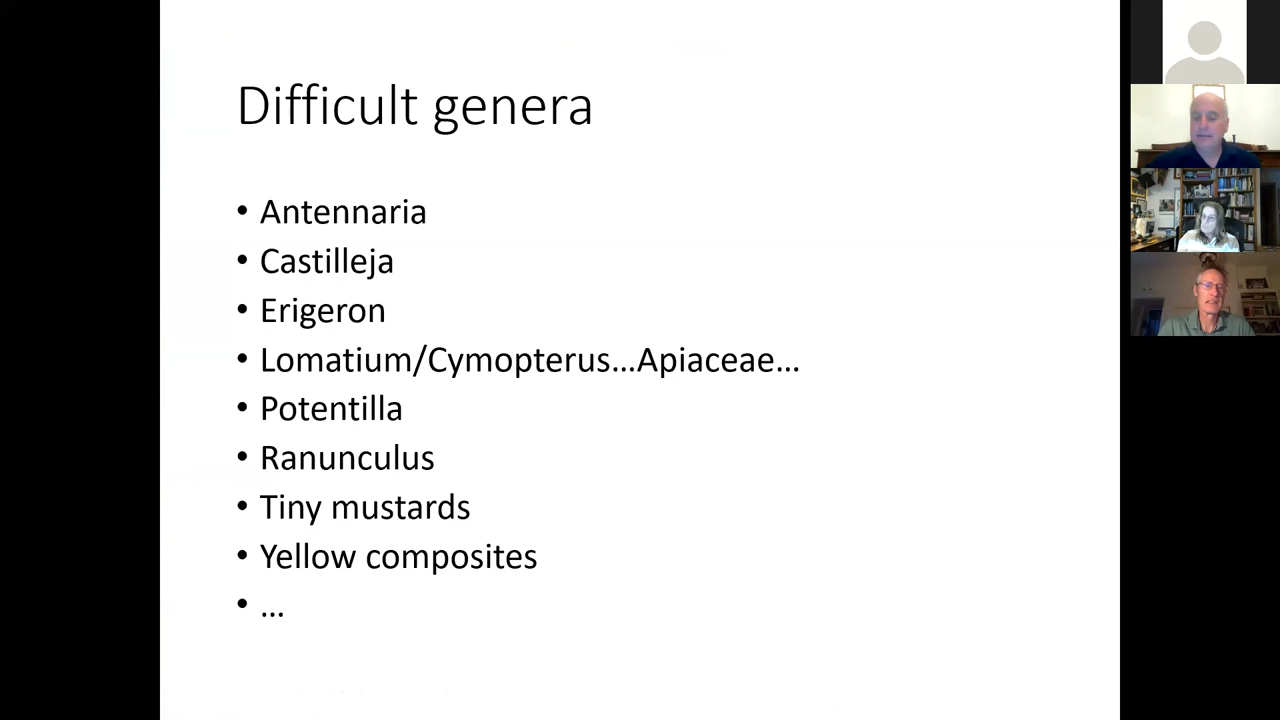 Difficult genera
• Antennaria
• Castilleja
• Erigeron
• Lomatium/Cymopterus...Apiaceae...
• Potentilla
• Ranunculus
• Tiny mustards
• Yellow composites
• ...